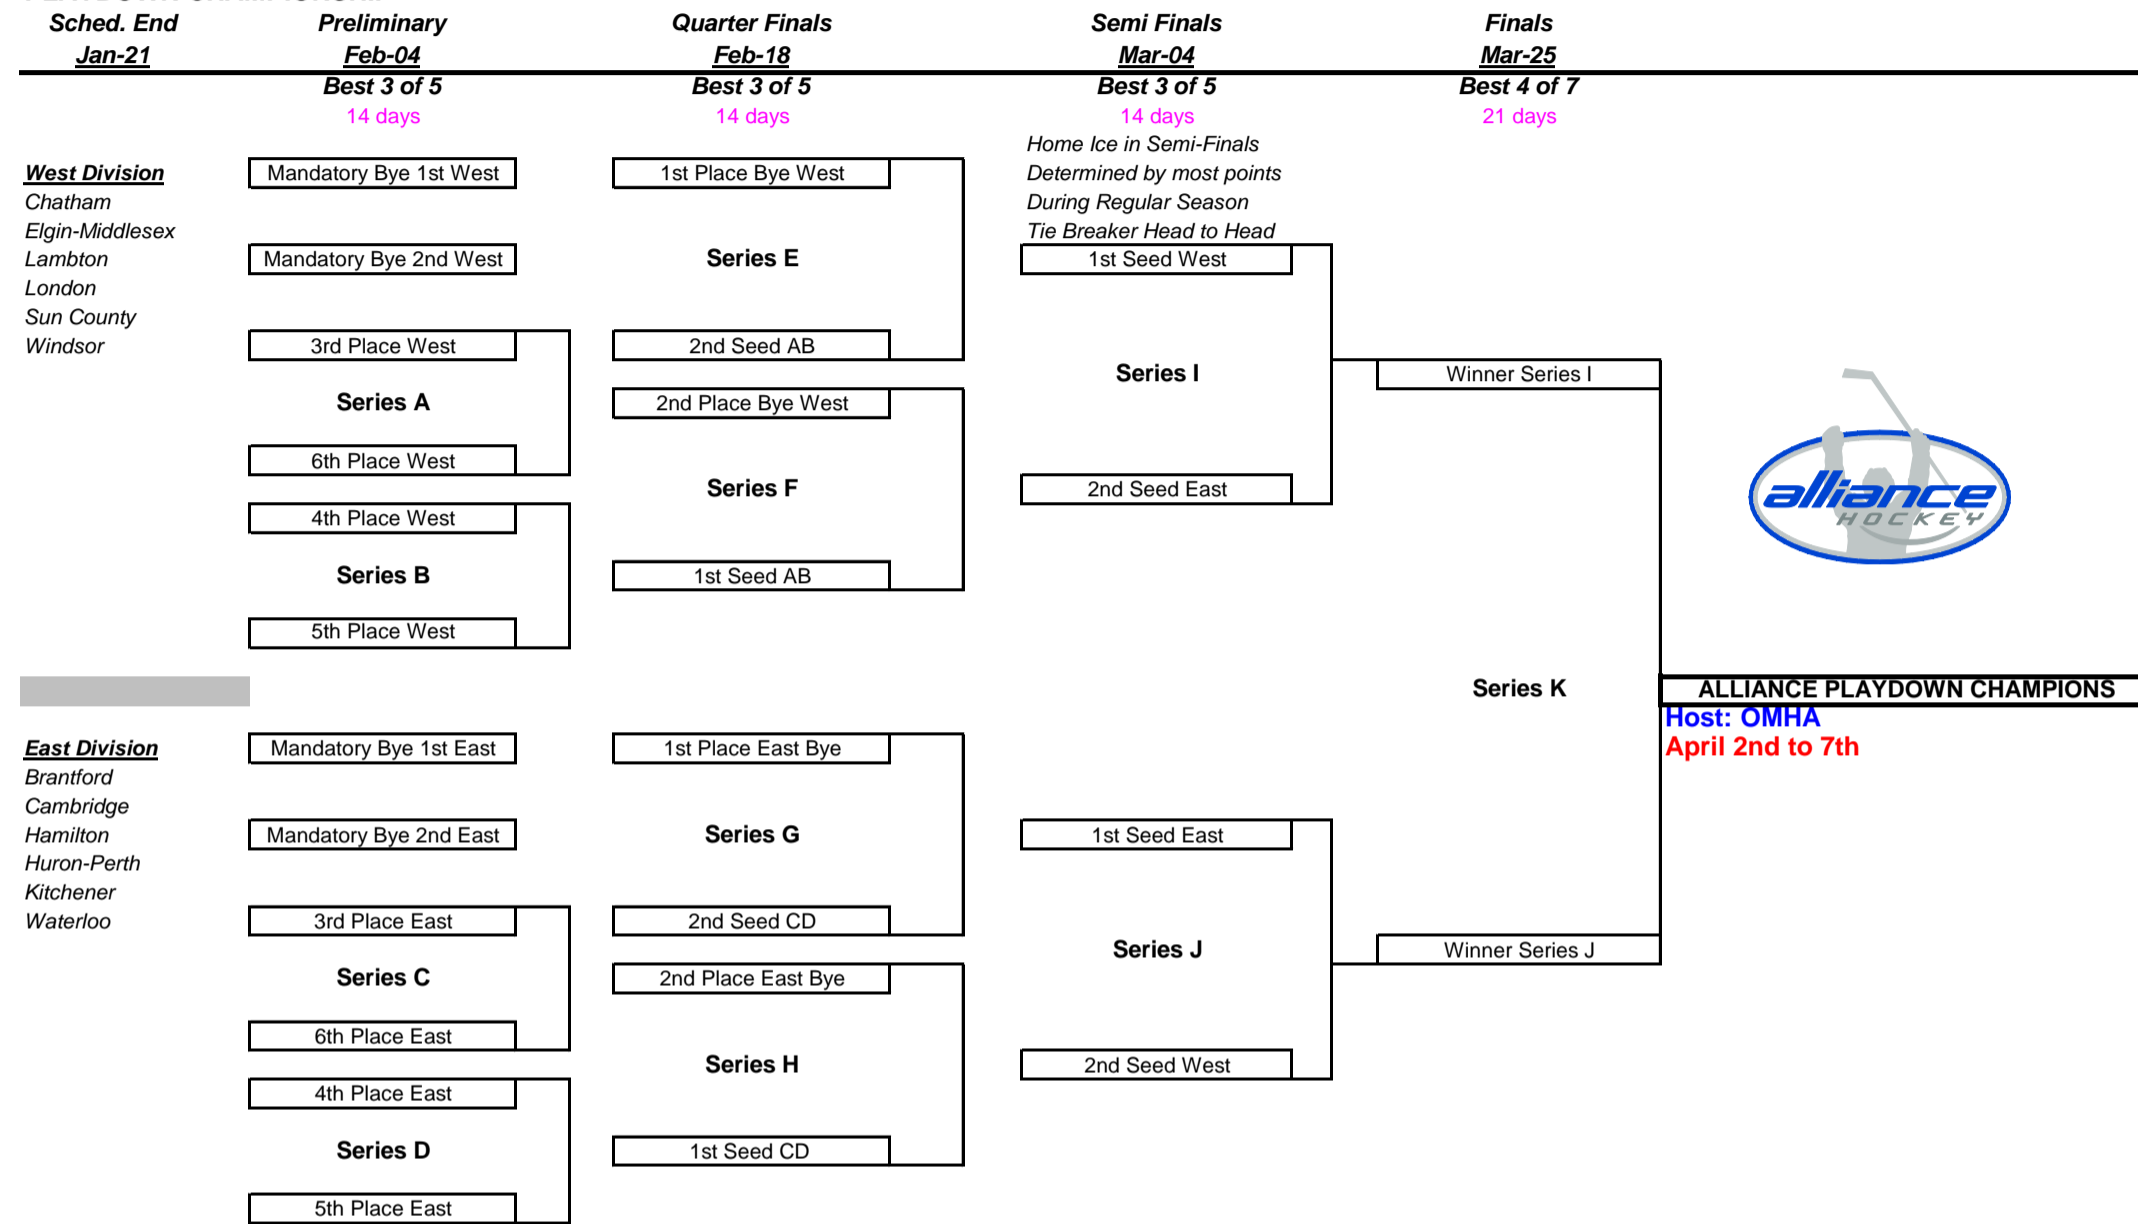 Sched. End Preliminary Quarter Finals Semi Finals Finals
Jan-21 Feb-04 Feb-18 Mar-04 Mar-25
Best 3 of 5 Best 3 of 5 Best 3 of 5 Best 4 of 7
14 days 14 days 14 days 21 days
Home Ice in Semi-Finals
West Division Mandatory Bye 1st West 1st Place Bye West Determined by most points
Chatham During Regular Season
Elgin-Middlesex Tie Breaker Head to Head
Lambton Mandatory Bye 2nd West Series E 1st Seed West
London
Sun County
Windsor 3rd Place West 2nd Seed AB
Series I Winner Series I
Series A 2nd Place Bye West
6th Place West
Series F 2nd Seed East
alliance
HOCKEY
4th Place West
Series B 1st Seed AB
5th Place West
Series K ALLIANCE PLAYDOWN CHAMPIONS
Host: OMHA
East Division Mandatory Bye 1st East 1st Place East Bye April 2nd to 7th
Brantford
Cambridge
Hamilton Mandatory Bye 2nd East Series G 1st Seed East
Huron-Perth
Kitchener
Waterloo 3rd Place East 2nd Seed CD
Series J Winner Series J
Series C 2nd Place East Bye
6th Place East
Series H 2nd Seed West
4th Place East
Series D 1st Seed CD
5th Place East